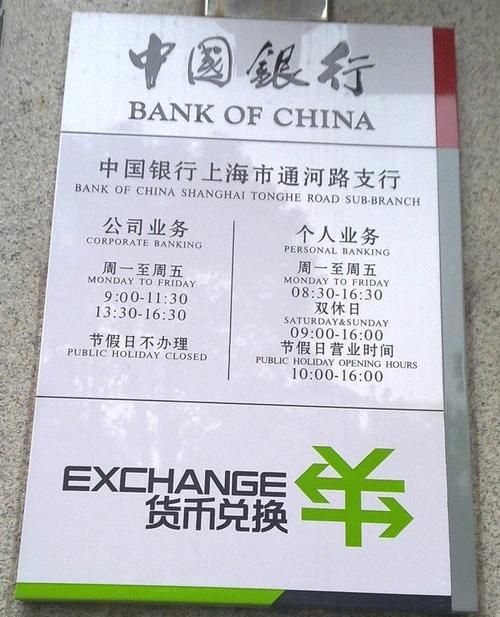 中國銀行
BANK OF CHINA
中国银行上海市通河路支行
BANK OF CHINA SHANGHAI TONGHE ROAD SUB-BRANCH
公司业务
CORPORATE BANKING
周一至周五
MONDAY TO FRIDAY
9:00-11:30
13:30-16:30
节假日不办理
PUBLIC HOLIDAY CLOSED
个人业务
PERSONAL BANKING
周一至周五
MONDAY TO FRIDAY
08:30-16:30
双休日
SATURDAY&SUNDAY
09:00-16:00
节假日营业时间
PUBLIC HOLIDAY OPENING HOURS
10:00-16:00
EXCHANGE
货币兑换